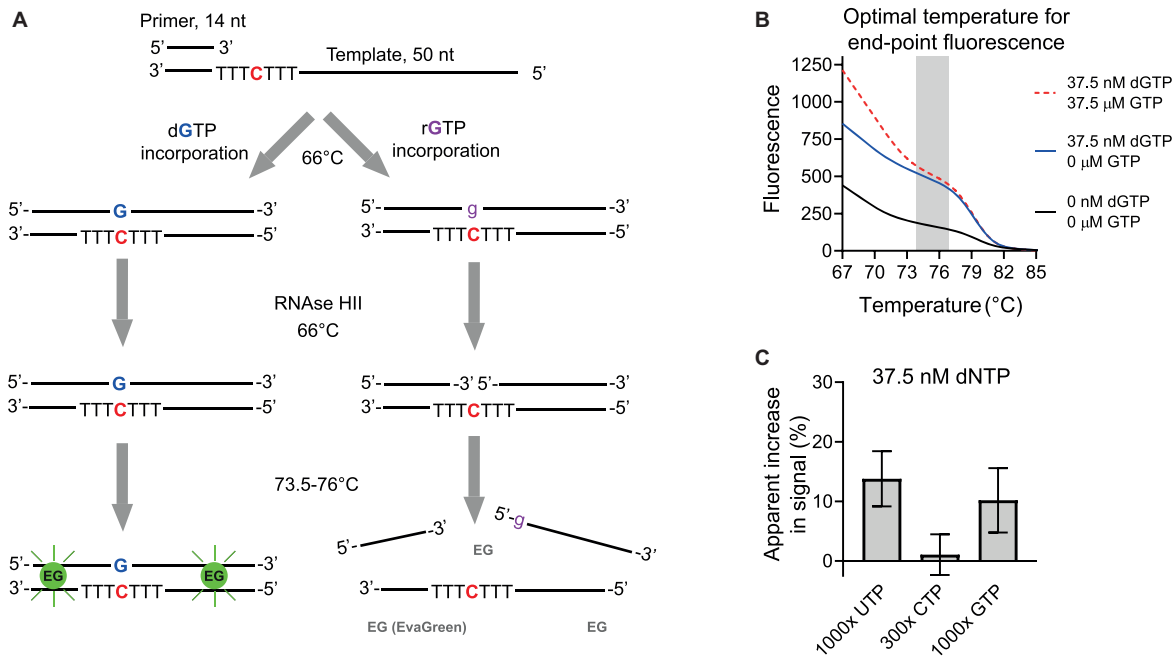 A
Primer, 14 nt
5’ 3’
Template, 50 nt
3’ TTTCTTT 5’
dGTP
incorporation
66°C
rGTP
incorporation
5’- G -3’
3’- TTTCTTT -5’
5’- g -3’
3’- TTTCTTT -5’
RNAse HII
66°C
5’- G -3’
3’- TTTCTTT -5’
5’- -3’ 5’- -3’
3’- TTTCTTT -5’
73.5-76°C
5’- G -3’
EG EG
3’- TTTCTTT -5’
5’- -3’
5’-g -3’
EG
3’- TTTCTTT -5’
EG (EvaGreen) EG
B
Optimal temperature for
end-point fluorescence
Fluorescence
1250
1000
750
500
250
0
67 70 73 76 79 82 85
Temperature (°C)
37.5 nM dGTP
37.5 μM GTP
37.5 nM dGTP
0 μM GTP
0 nM dGTP
0 μM GTP
C
37.5 nM dNTP
Apparent increase
in signal (%)
30
20
10
0
1000x UTP
300x CTP
1000x GTP